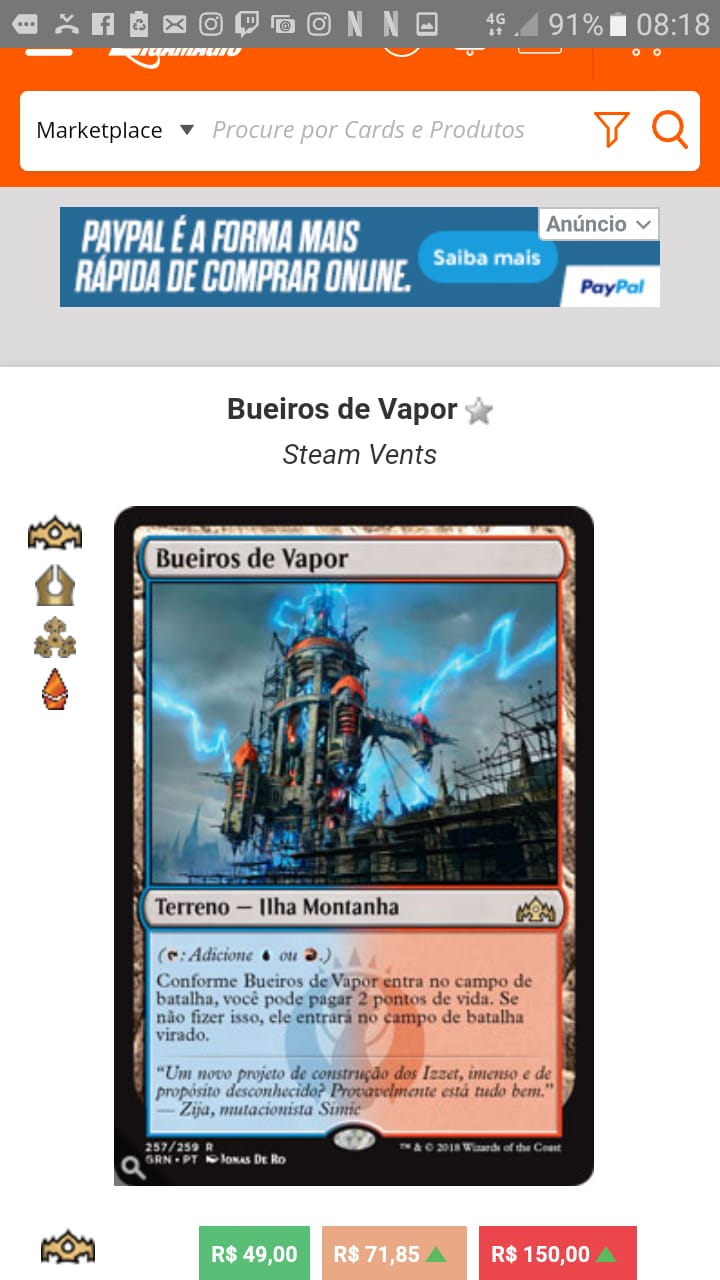 4G 91% 08:18
Marketplace Procure por Cards e Produtos
PAYPAL É A FORMA MAIS
RÁPIDA DE COMPRAR ONLINE.
Saiba mais
Anúncio
PayPal
Bueiros de Vapor
Steam Vents
Bueiros de Vapor
Terreno — Ilha Montanha
( : Adicione ou .)
Conforme Bueiros de Vapor entra no campo de
batalha, você pode pagar 2 pontos de vida. Se
não fizer isso, ele entrará no campo de batalha
virado.
“Um novo projeto de construção dos Izzet, imenso e de
propósito desconhecido? Provavelmente está tudo bem.”
— Zija, mutacionista Simic
257/259 R
GRN • PT Jonas De Ro
™ & © 2018 Wizards of the Coast
R$ 49,00 R$ 71,85 R$ 150,00